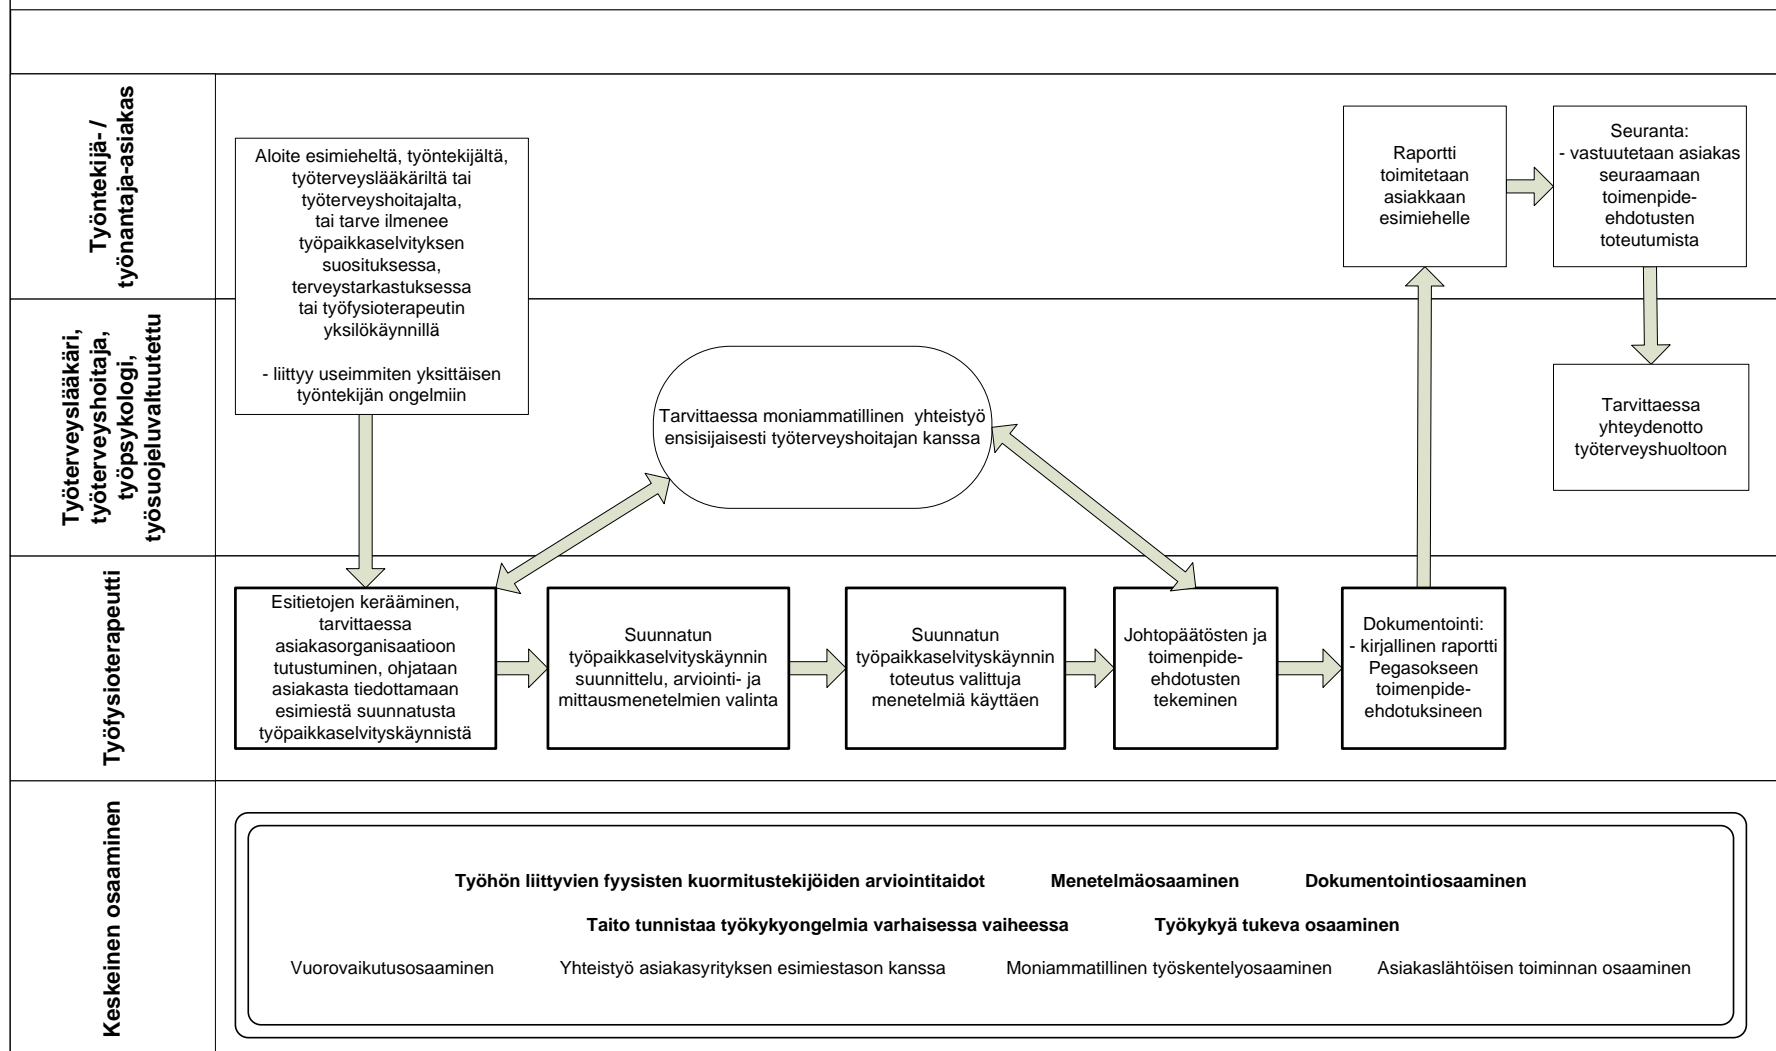 Työntekijä- /
työnantaja-asiakas
Aloite esimieheltä, työntekijältä,
työterveyslääkäriltä tai
työterveyshoitajalta,
tai tarve ilmenee
työpaikkaselvityksen
suosituksessa,
terveystarkastuksessa
tai työfysioterapeutin
yksilökäynnillä
- liittyy useimmiten yksittäisen
työntekijän ongelmiin
Raportti
toimitetaan
asiakkaan
esimiehelle
Seuranta:
- vastuutetaan asiakas
seuraamaan
toimenpide-
ehdotusten
toteutumista
Työterveyslääkäri,
työterveyshoitaja,
työpsykologi,
työsuojeluvaltuutettu
Tarvittaessa moniammatillinen yhteistyö
ensisijaisesti työterveyshoitajan kanssa
Tarvittaessa
yhteydenotto
työterveyshuoltoon
Työfysioterapeutti
Esitietojen kerääminen,
tarvittaessa
asiakasorganisaatioon
tutustuminen, ohjataan
asiakasta tiedottamaan
esimiestä suunnatusta
työpaikkaselvityskäynnistä
Suunnatun
työpaikkaselvityskäynnin
suunnittelu, arviointi- ja
mittausmenetelmien valinta
Suunnatun
työpaikkaselvityskäynnin
toteutus valittuja
menetelmiä käyttäen
Johtopäätösten ja
toimenpide-
ehdotusten
tekeminen
Dokumentointi:
- kirjallinen raportti
Pegasokseen
toimenpide-
ehdotuksineen
Keskeinen osaaminen
Työhön liittyvien fyysisten kuormitustekijöiden arviointitaidot Menetelmäosaaminen Dokumentointiosaaminen
Taito tunnistaa työkykyongelmia varhaisessa vaiheessa Työkykyä tukeva osaaminen
Vuorovaikutusosaaminen Yhteistyö asiakasyrityksen esimiestason kanssa Moniammatillinen työskentelyosaaminen Asiakaslähtöisen toiminnan osaaminen